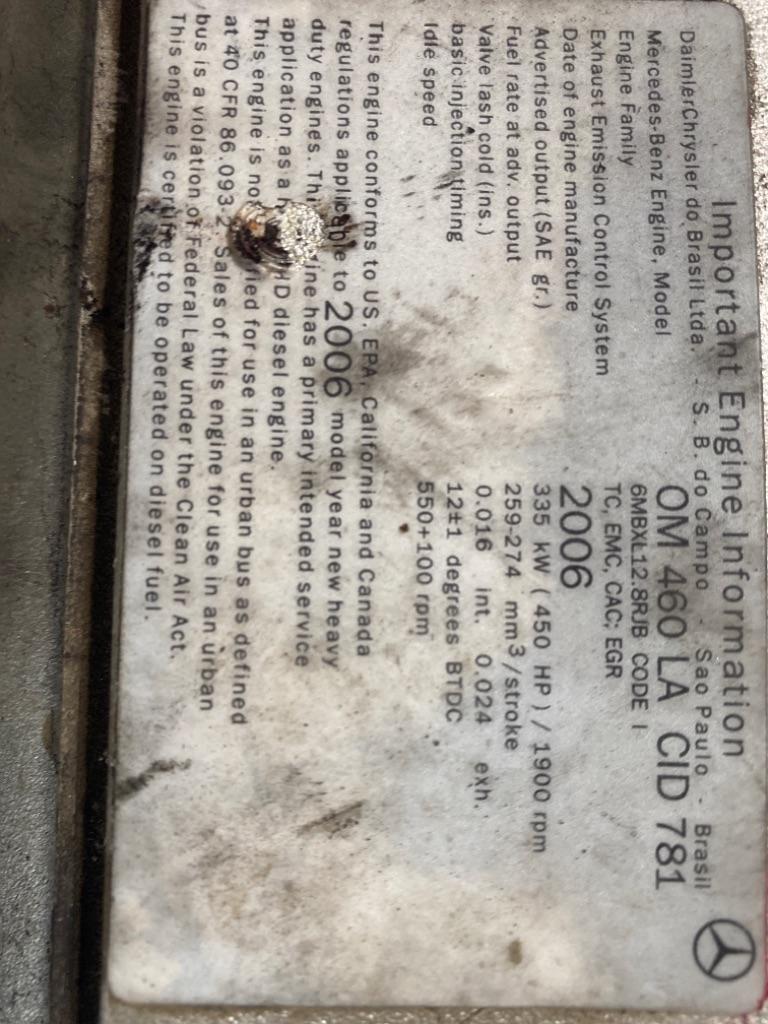 Important Engine Information
DaimlerChrysler do Brasil Ltda. - S. B. do Campo - Sao Paulo - Brasil
Mercedes-Benz Engine, Model OM 460 LA CID 781
Engine Family 6MBXL12.8RJB CODE I
Exhaust Emission Control System TC, EMC, CAC, EGR
Date of engine manufacture 2006
Advertised output (SAE gr.) 335 kW (450 HP) / 1900 rpm
Fuel rate at adv. output 259-274 mm³/stroke
Valve lash cold (ins.) 0.016 int. 0.024 exh.
basic injection timing 12±1 degrees BTDC
Idle speed 550+100 rpm
This engine conforms to US. EPA, California and Canada
regulations applicable to 2006 model year new heavy
duty engines. This engine has a primary intended service
application as a HHD diesel engine.
This engine is not for use in an urban bus as defined
at 40 CFR 86.093-2. Sales of this engine for use in an urban
bus is a violation of Federal Law under the Clean Air Act.
This engine is certified to be operated on diesel fuel.